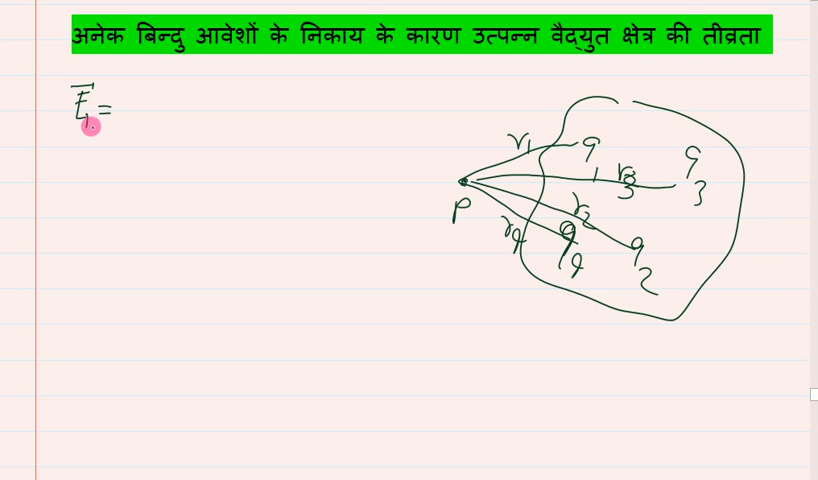 अनेक बिन्दु आवेशों के निकाय के कारण उत्पन्न वैद्युत क्षेत्र की तीव्रता
E₁ =
r₁ q₁
r₃ q₃
P
r₂ q₂
r₄ q₄